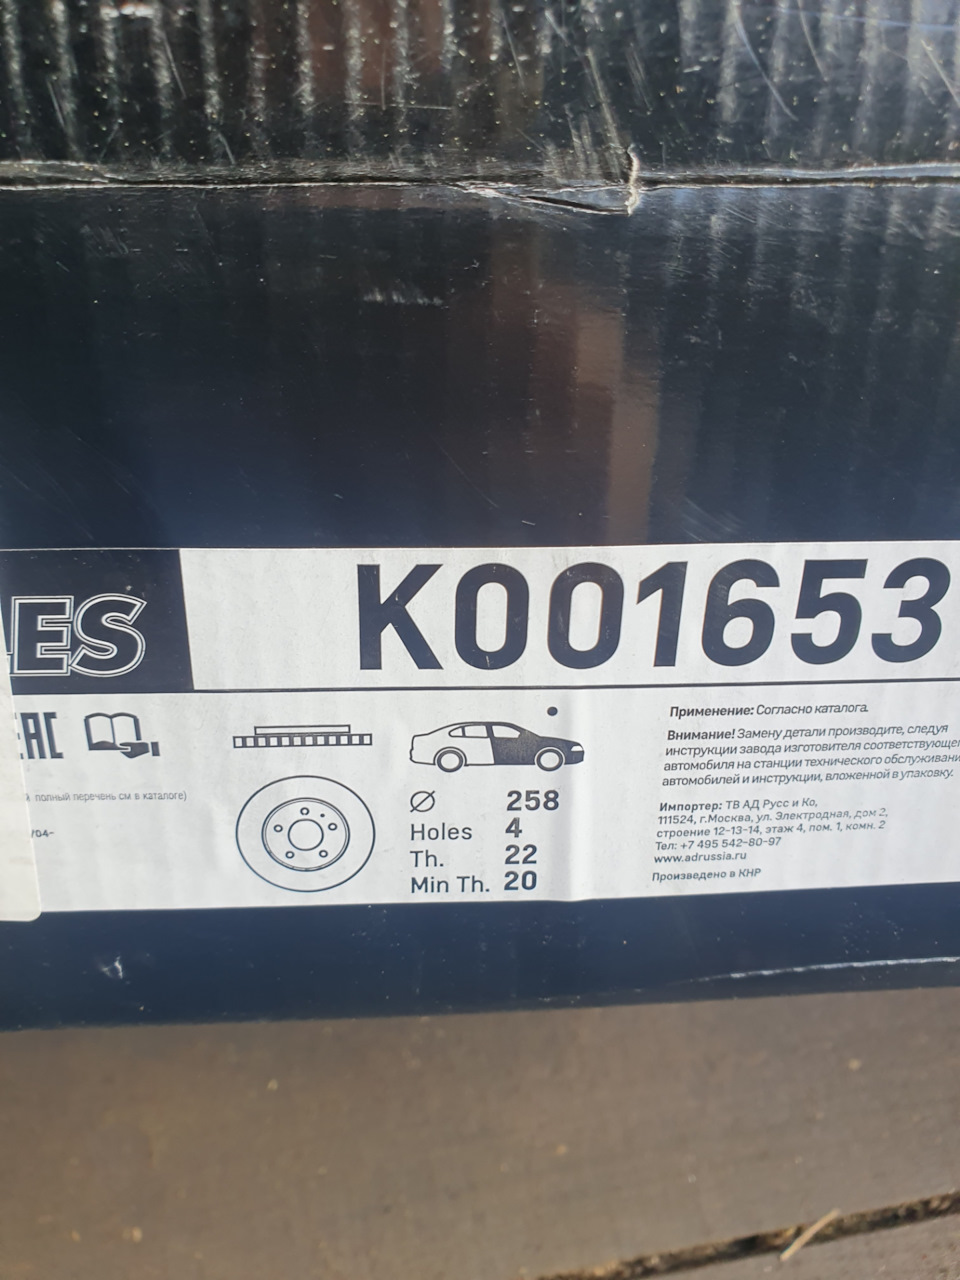 ES
K001653
EAC
полный перечень см в каталоге)
/04-
258
Holes 4
Th. 22
Min Th. 20
Применение: Согласно каталога.
Внимание! Замену детали производите, следуя
инструкции завода изготовителя соответствующе
автомобиля на станции технического обслуживани
автомобилей и инструкции, вложенной в упаковку.
Импортер: ТВ АД Русс и Ко,
111524, г.Москва, ул. Электродная, дом 2,
строение 12-13-14, этаж 4, пом. 1, комн. 2
Тел: +7 495 542-80-97
www.adrussia.ru
Произведено в КНР